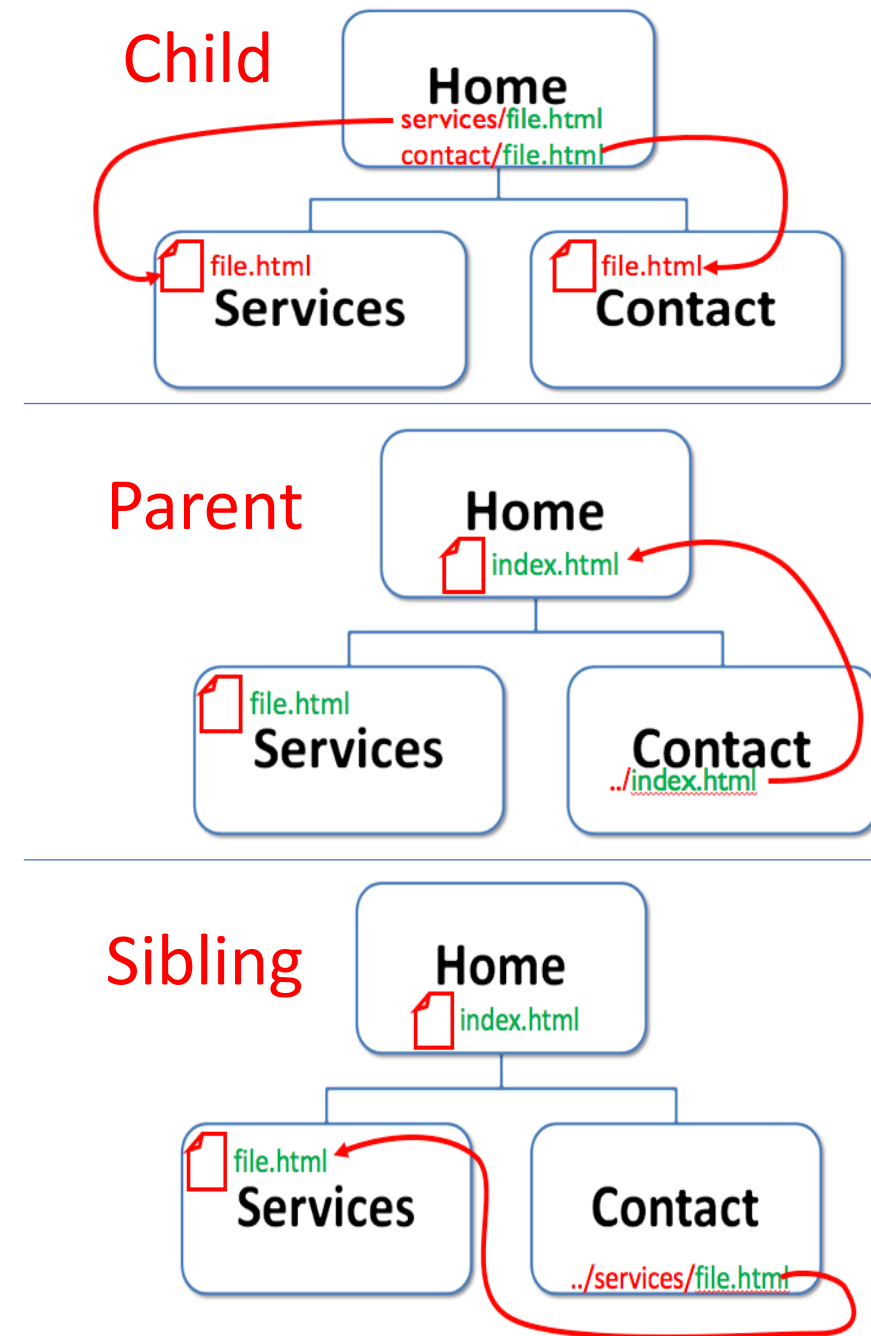 Child
Home
services/file.html
contact/file.html
file.html
Services
file.html
Contact
Parent
Home
index.html
file.html
Services
Contact
../index.html
Sibling
Home
index.html
file.html
Services
Contact
../services/file.html